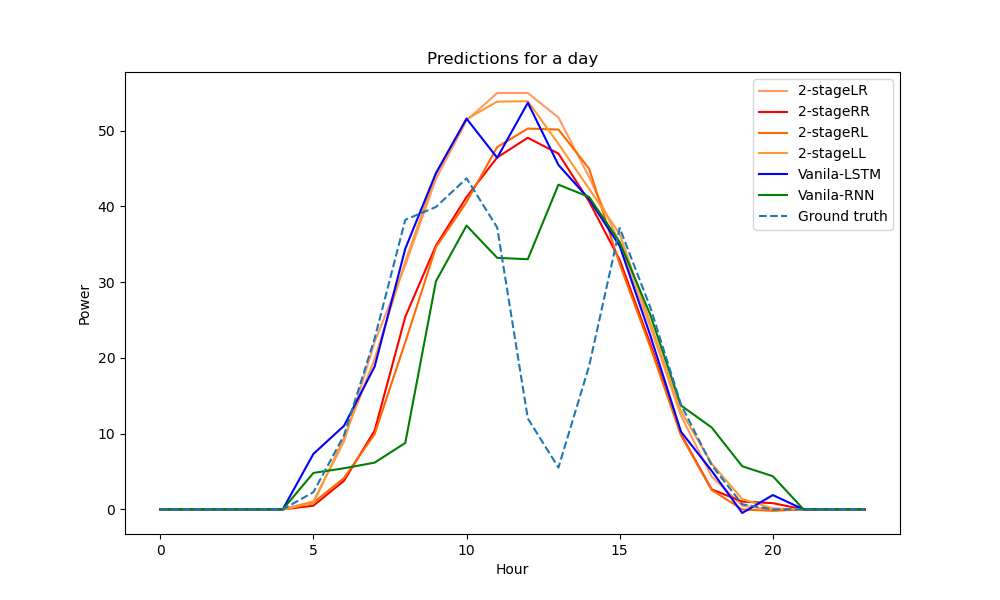 Predictions for a day
2-stageLR
2-stageRR
2-stageRL
2-stageLL
Vanila-LSTM
Vanila-RNN
Ground truth
Power
50
40
30
20
10
0
0 5 10 15 20
Hour